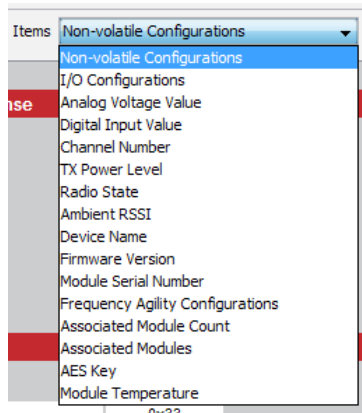 Items Non-volatile Configurations
Non-volatile Configurations
I/O Configurations
nse Analog Voltage Value
Digital Input Value
Channel Number
TX Power Level
Radio State
Ambient RSSI
Device Name
Firmware Version
Module Serial Number
Frequency Agility Configurations
Associated Module Count
Associated Modules
AES Key
Module Temperature